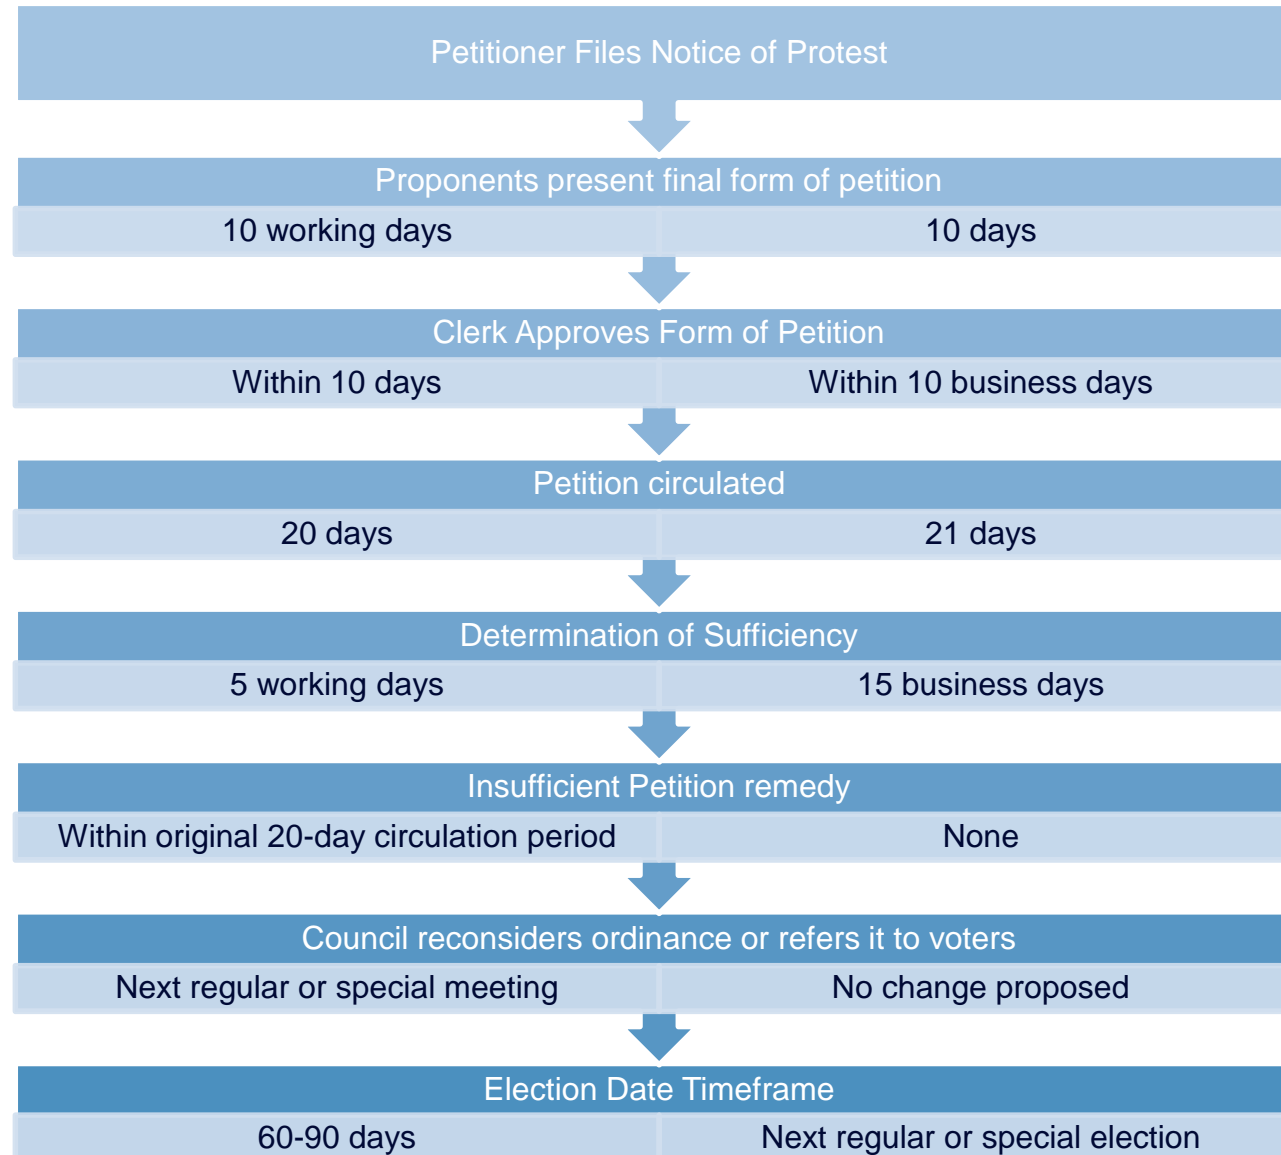 Petitioner Files Notice of Protest
Proponents present final form of petition
10 working days
10 days
Clerk Approves Form of Petition
Within 10 days
Within 10 business days
Petition circulated
20 days
21 days
Determination of Sufficiency
5 working days
15 business days
Insufficient Petition remedy
Within original 20-day circulation period
None
Council reconsiders ordinance or refers it to voters
Next regular or special meeting
No change proposed
Election Date Timeframe
60-90 days
Next regular or special election